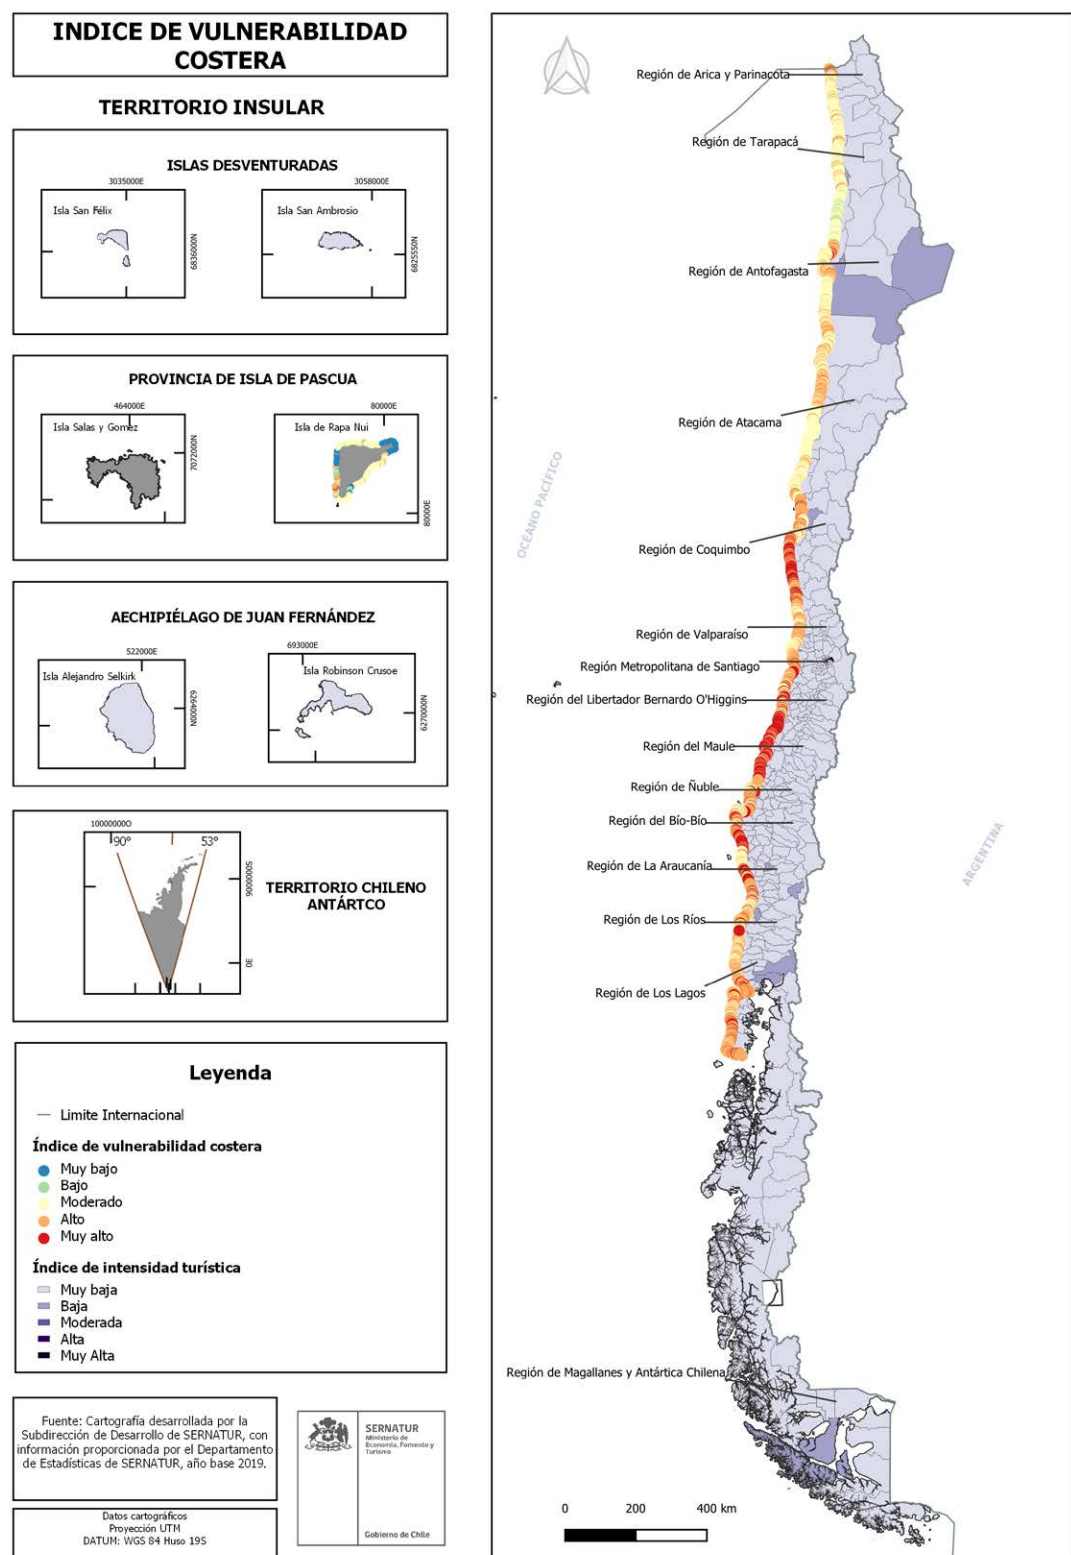 INDICE DE VULNERABILIDAD
COSTERA
TERRITORIO INSULAR
ISLAS DESVENTURADAS
3035000E
Isla San Félix
6836000N
3058000E
Isla San Ambrosio
6825550N
PROVINCIA DE ISLA DE PASCUA
464000E
Isla Salas y Gomez
7072000N
80000E
Isla de Rapa Nui
80000E
AECHIPIÉLAGO DE JUAN FERNÁNDEZ
522000E
Isla Alejandro Selkirk
6264000N
693000E
Isla Robinson Crusoe
6270000N
10000000O
90°
53°
9000000S
0E
TERRITORIO CHILENO
ANTÁRTCO
Leyenda
Limite Internacional
Índice de vulnerabilidad costera
Muy bajo
Bajo
Moderado
Alto
Muy alto
Índice de intensidad turística
Muy baja
Baja
Moderada
Alta
Muy Alta
Fuente: Cartografía desarrollada por la
Subdirección de Desarrollo de SERNATUR, con
información proporcionada por el Departamento
de Estadísticas de SERNATUR, año base 2019.
Datos cartográficos
Proyección UTM
DATUM: WGS 84 Huso 19S
SERNATUR
Ministerio de
Economía, Fomento y
Turismo
Gobierno de Chile
Región de Arica y Parinacota
Región de Tarapacá
Región de Antofagasta
Región de Atacama
OCÉANO PACÍFICO
Región de Coquimbo
Región de Valparaíso
Región Metropolitana de Santiago
Región del Libertador Bernardo O'Higgins
Región del Maule
Región de Ñuble
Región del Bío-Bío
Región de La Araucanía
ARGENTINA
Región de Los Ríos
Región de Los Lagos
Región de Magallanes y Antártica Chilena
0 200 400 km